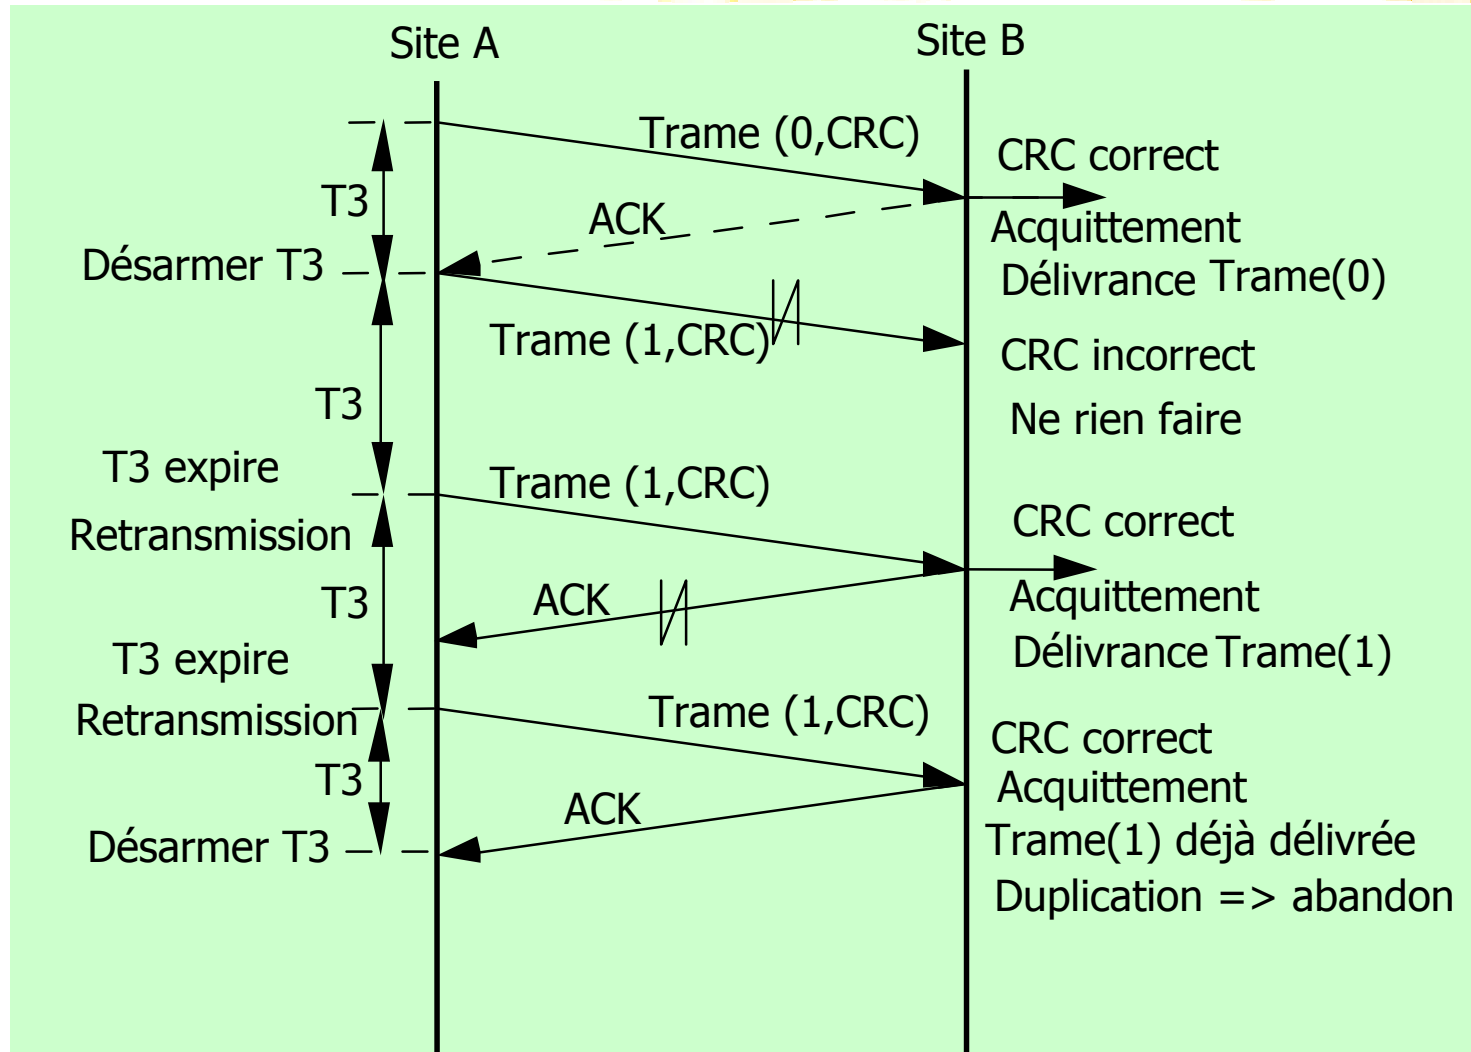 Site A
Site B
Trame (0,CRC)
CRC correct
T3
ACK
Acquittement
Désarmer T3
Délivrance Trame(0)
Trame (1,CRC)
CRC incorrect
T3
Ne rien faire
T3 expire
Trame (1,CRC)
Retransmission
CRC correct
T3
ACK
Acquittement
T3 expire
Délivrance Trame(1)
Retransmission
Trame (1,CRC)
CRC correct
T3
ACK
Acquittement
Désarmer T3
Trame(1) déjà délivrée
Duplication => abandon